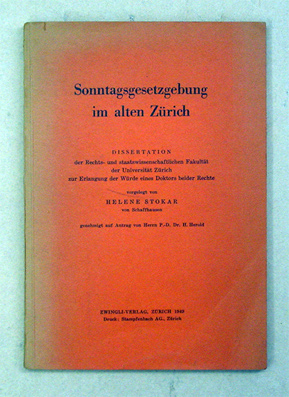 Sonntagsgesetzgebung
im alten Zürich
DISSERTATION
der Rechts- und staatswissenschaftlichen Fakultät
der Universität Zürich
zur Erlangung der Würde eines Doktors beider Rechte
vorgelegt von
HELENE STOKAR
von Schaffhausen
genehmigt auf Antrag von Herrn P.-D. Dr. H. Herold
ZWINGLI-VERLAG, ZÜRICH 1949
Druck: Stampfenbach AG., Zürich